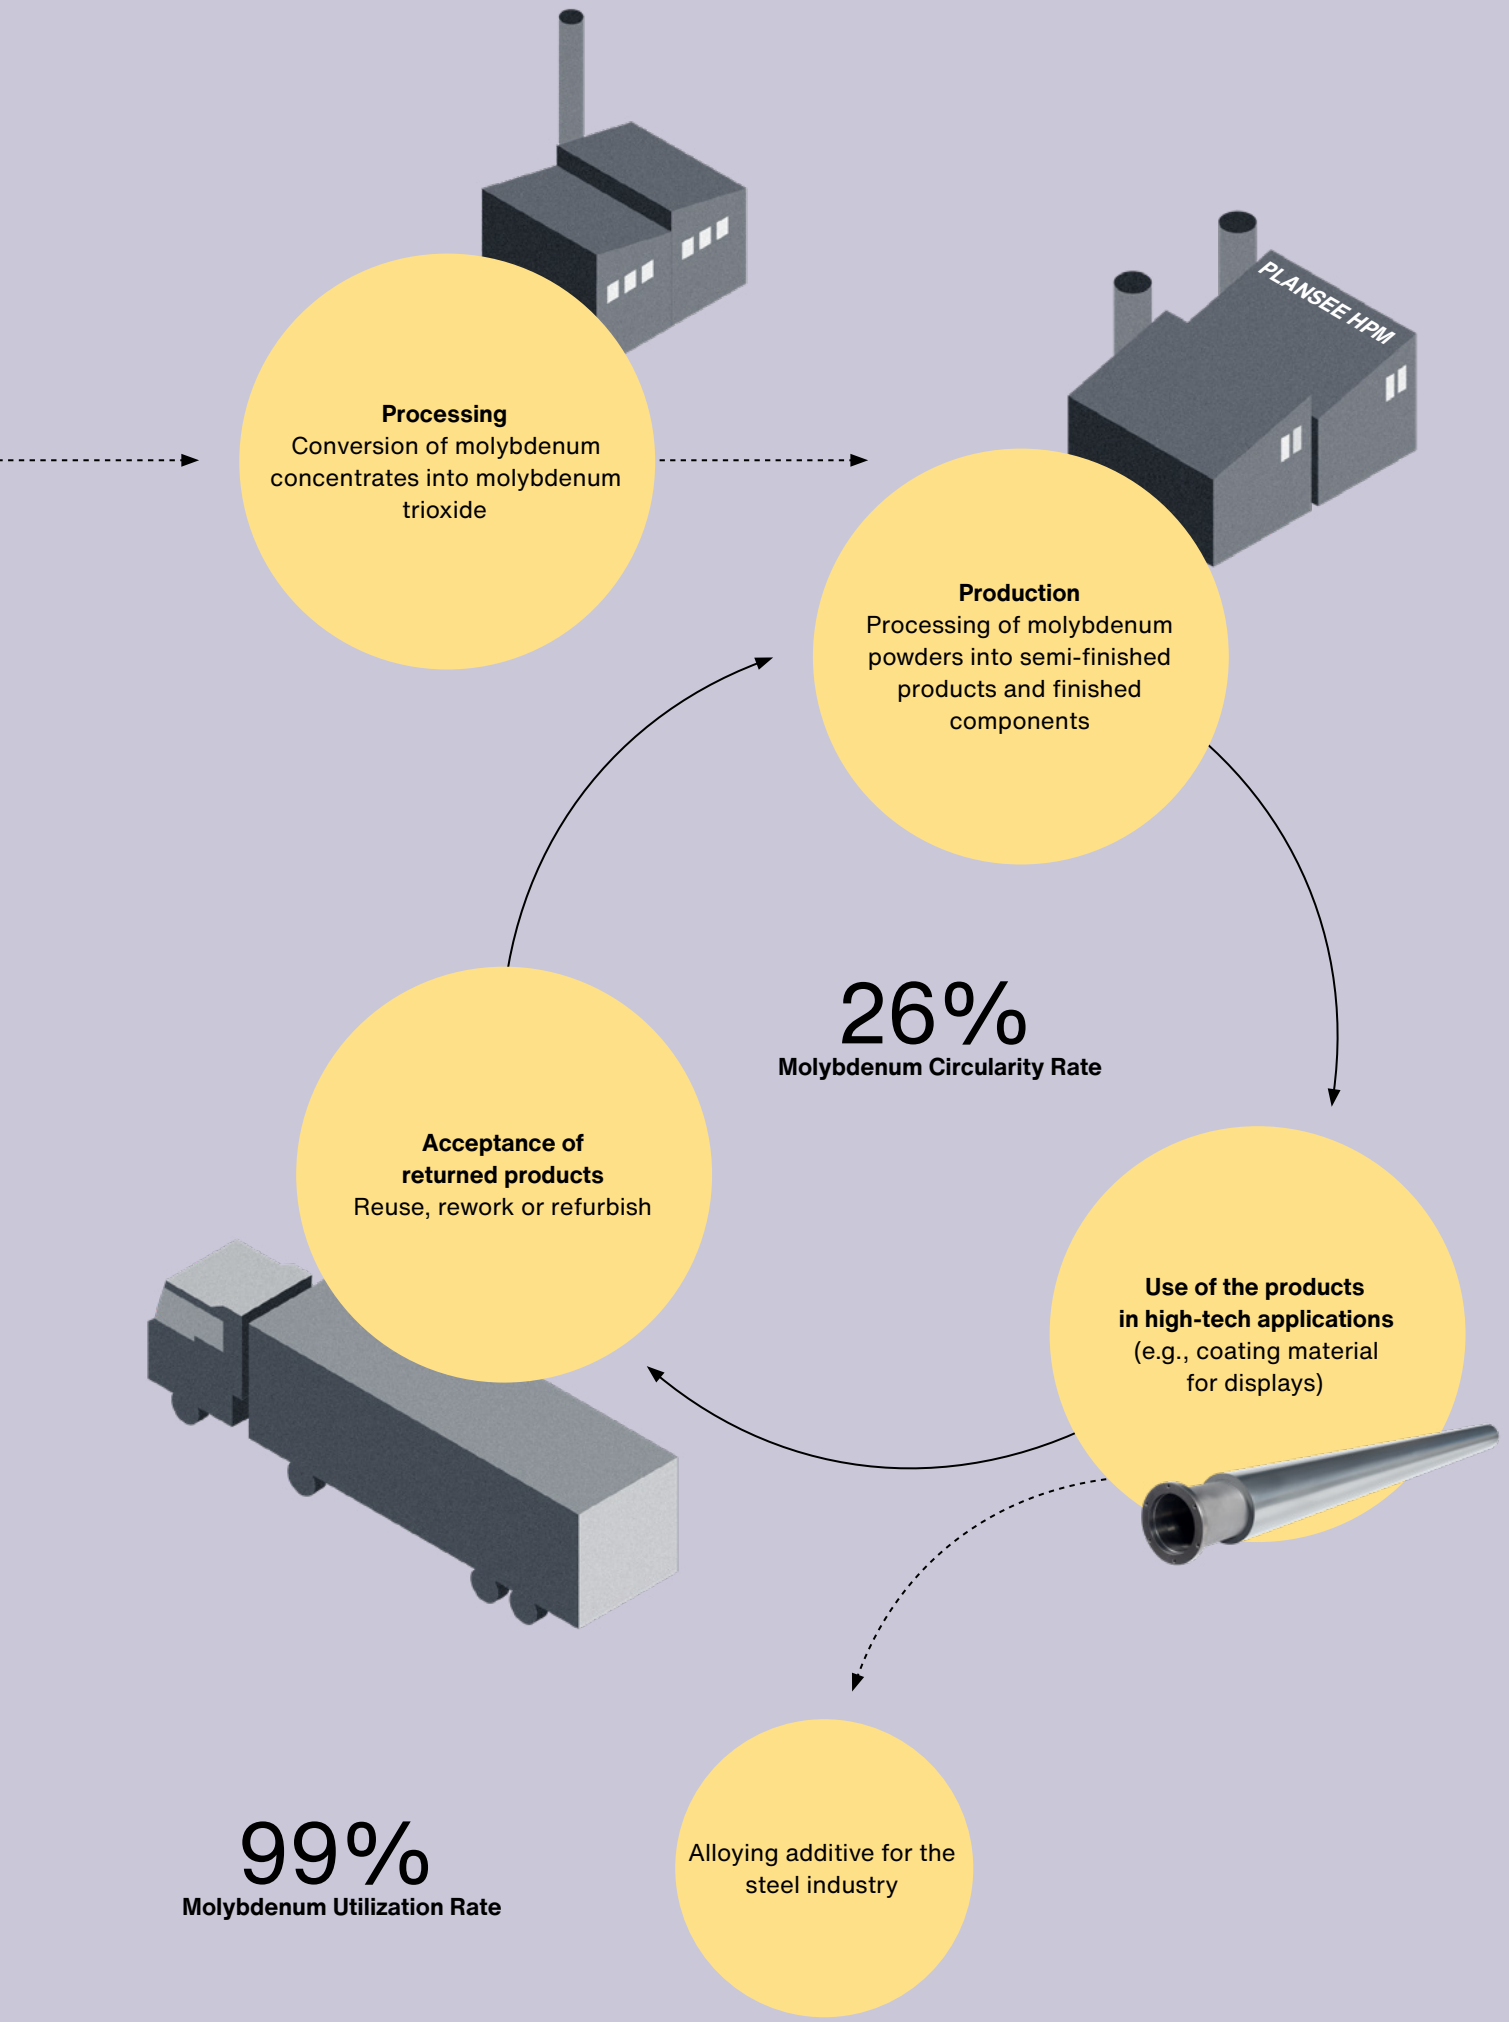 PLANSEE HPM
Processing
Conversion of molybdenum
concentrates into molybdenum
trioxide
Production
Processing of molybdenum
powders into semi-finished
products and finished
components
26%
Molybdenum Circularity Rate
Acceptance of
returned products
Reuse, rework or refurbish
Use of the products
in high-tech applications
(e.g., coating material
for displays)
99%
Molybdenum Utilization Rate
Alloying additive for the
steel industry